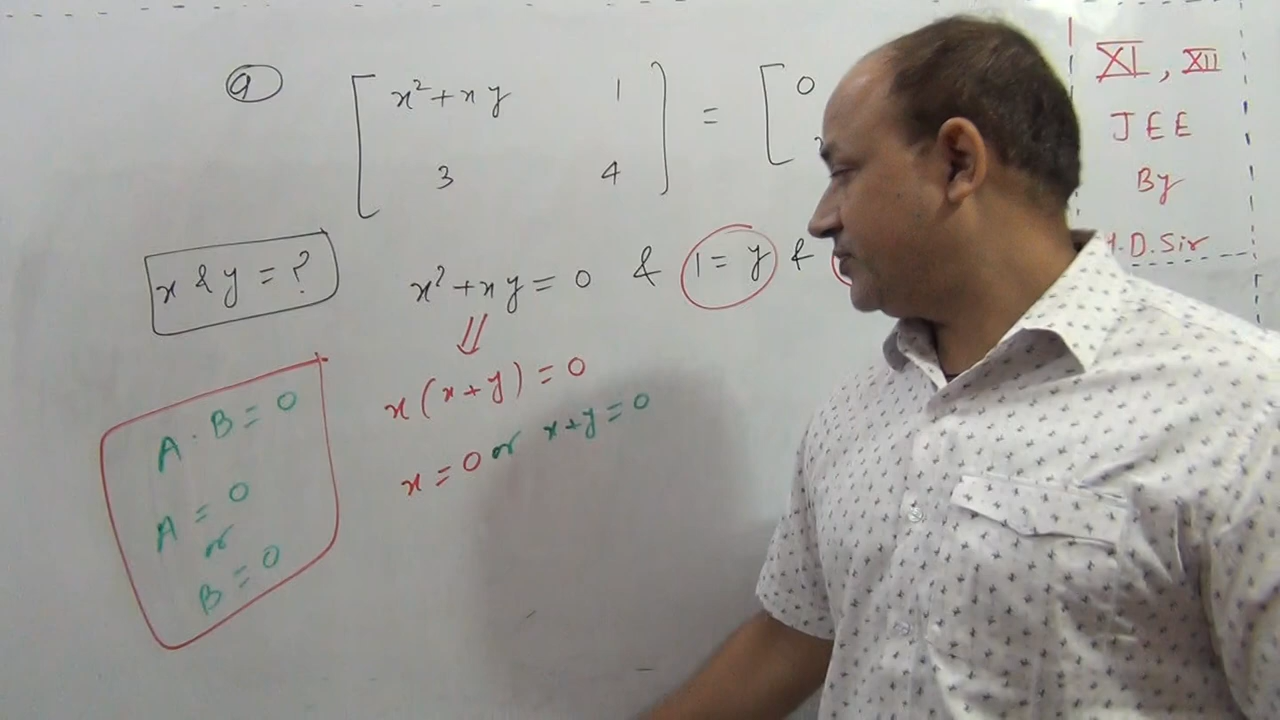 9 [ x²+xy 1 ] = [ 0
3 4
x & y = ?
x²+xy = 0 & 1 = y &
⇓
x(x+y) = 0
x = 0 or x+y = 0
A · B = 0
A = 0
or
B = 0
XI, XII
JEE
By
.D.Sir